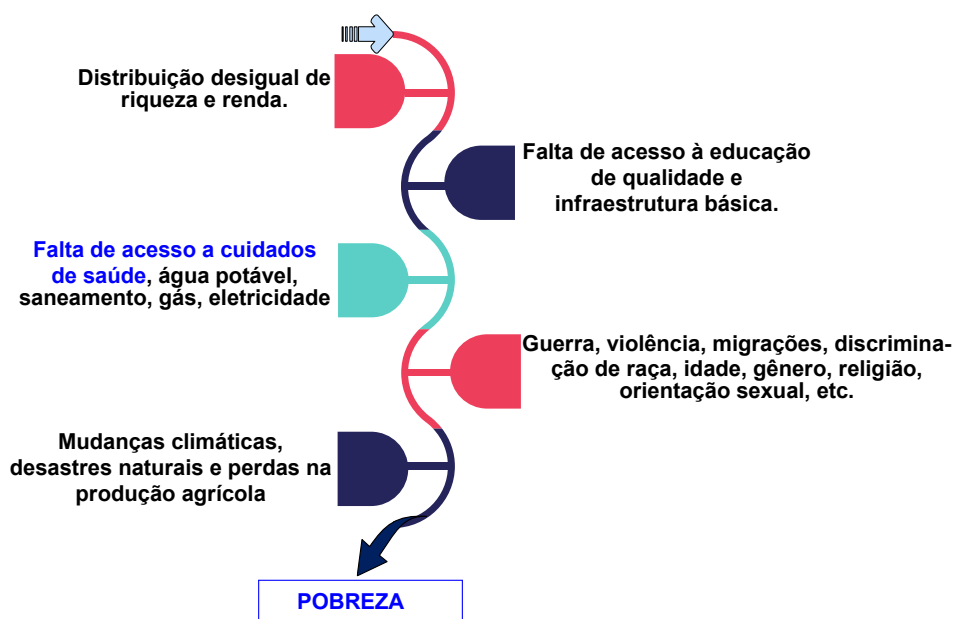 Distribuição desigual de
riqueza e renda.
Falta de acesso à educação
de qualidade e
infraestrutura básica.
Falta de acesso a cuidados
de saúde, água potável,
saneamento, gás, eletricidade
Guerra, violência, migrações, discrimina-
ção de raça, idade, gênero, religião,
orientação sexual, etc.
Mudanças climáticas,
desastres naturais e perdas na
produção agrícola
POBREZA